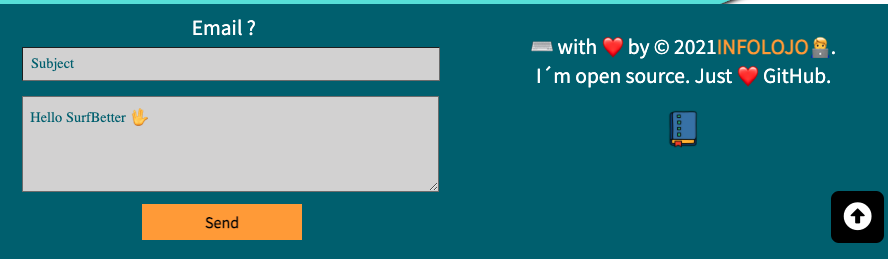 Email ?
Subject
Hello SurfBetter 🖐
Send
⌨️ with ❤️ by © 2021INFOLOJO👨‍💻.
I´m open source. Just ❤️ GitHub.